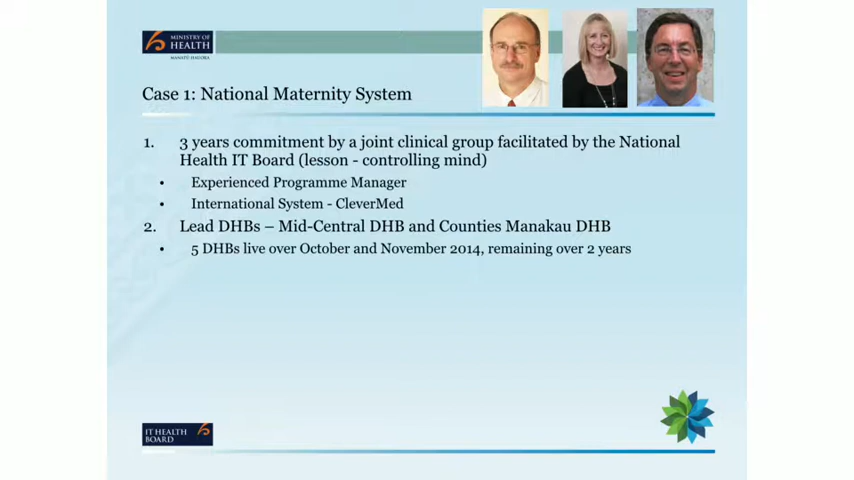 MINISTRY OF
HEALTH
MANATŪ HAUORA
Case 1: National Maternity System
1. 3 years commitment by a joint clinical group facilitated by the National
Health IT Board (lesson - controlling mind)
• Experienced Programme Manager
• International System - CleverMed
2. Lead DHBs – Mid-Central DHB and Counties Manakau DHB
• 5 DHBs live over October and November 2014, remaining over 2 years
IT HEALTH
BOARD